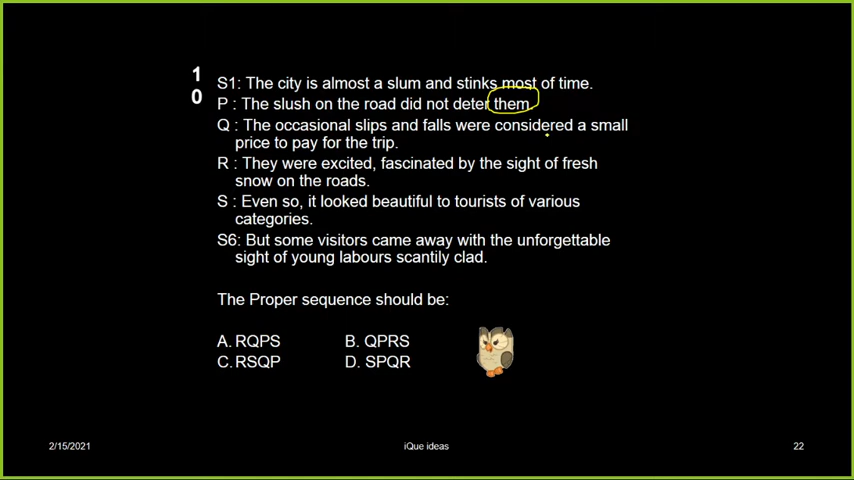 1
0
S1: The city is almost a slum and stinks most of time.
P : The slush on the road did not deter them.
Q : The occasional slips and falls were considered a small
price to pay for the trip.
R : They were excited, fascinated by the sight of fresh
snow on the roads.
S : Even so, it looked beautiful to tourists of various
categories.
S6: But some visitors came away with the unforgettable
sight of young labours scantily clad.
The Proper sequence should be:
A. RQPS B. QPRS
C. RSQP D. SPQR
2/15/2021 iQue ideas 22